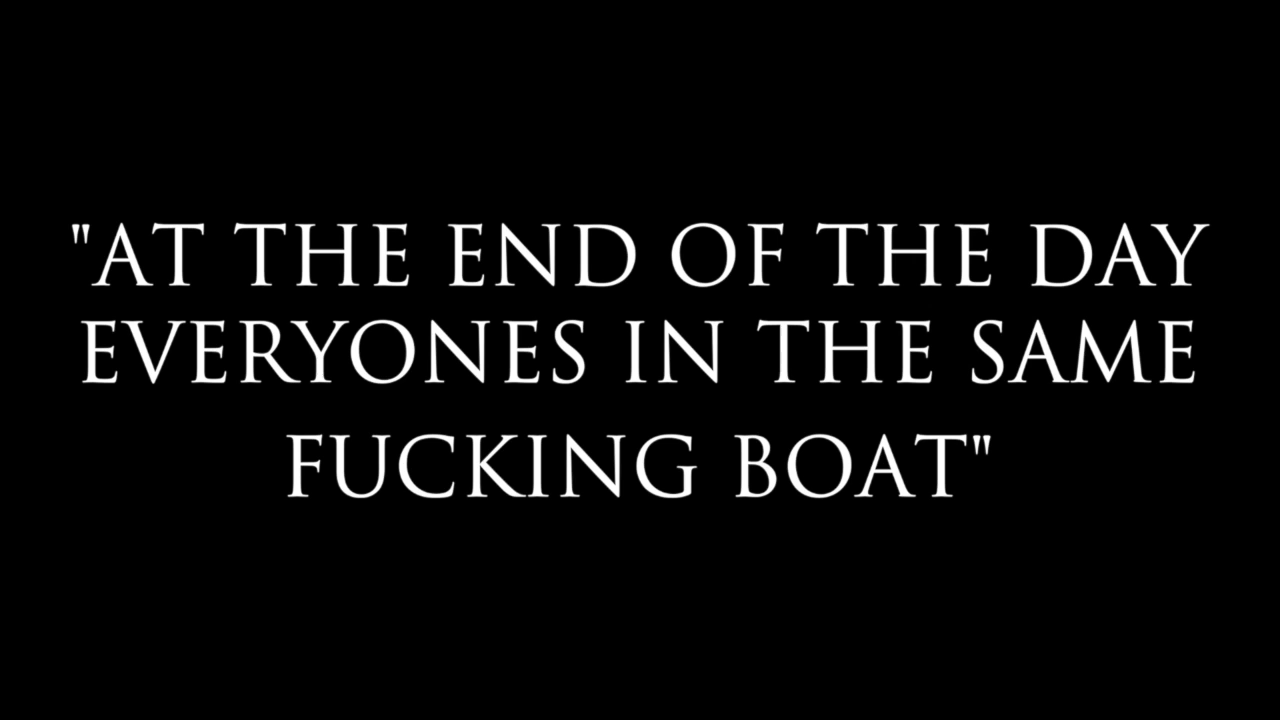 "AT THE END OF THE DAY
EVERYONES IN THE SAME
FUCKING BOAT"